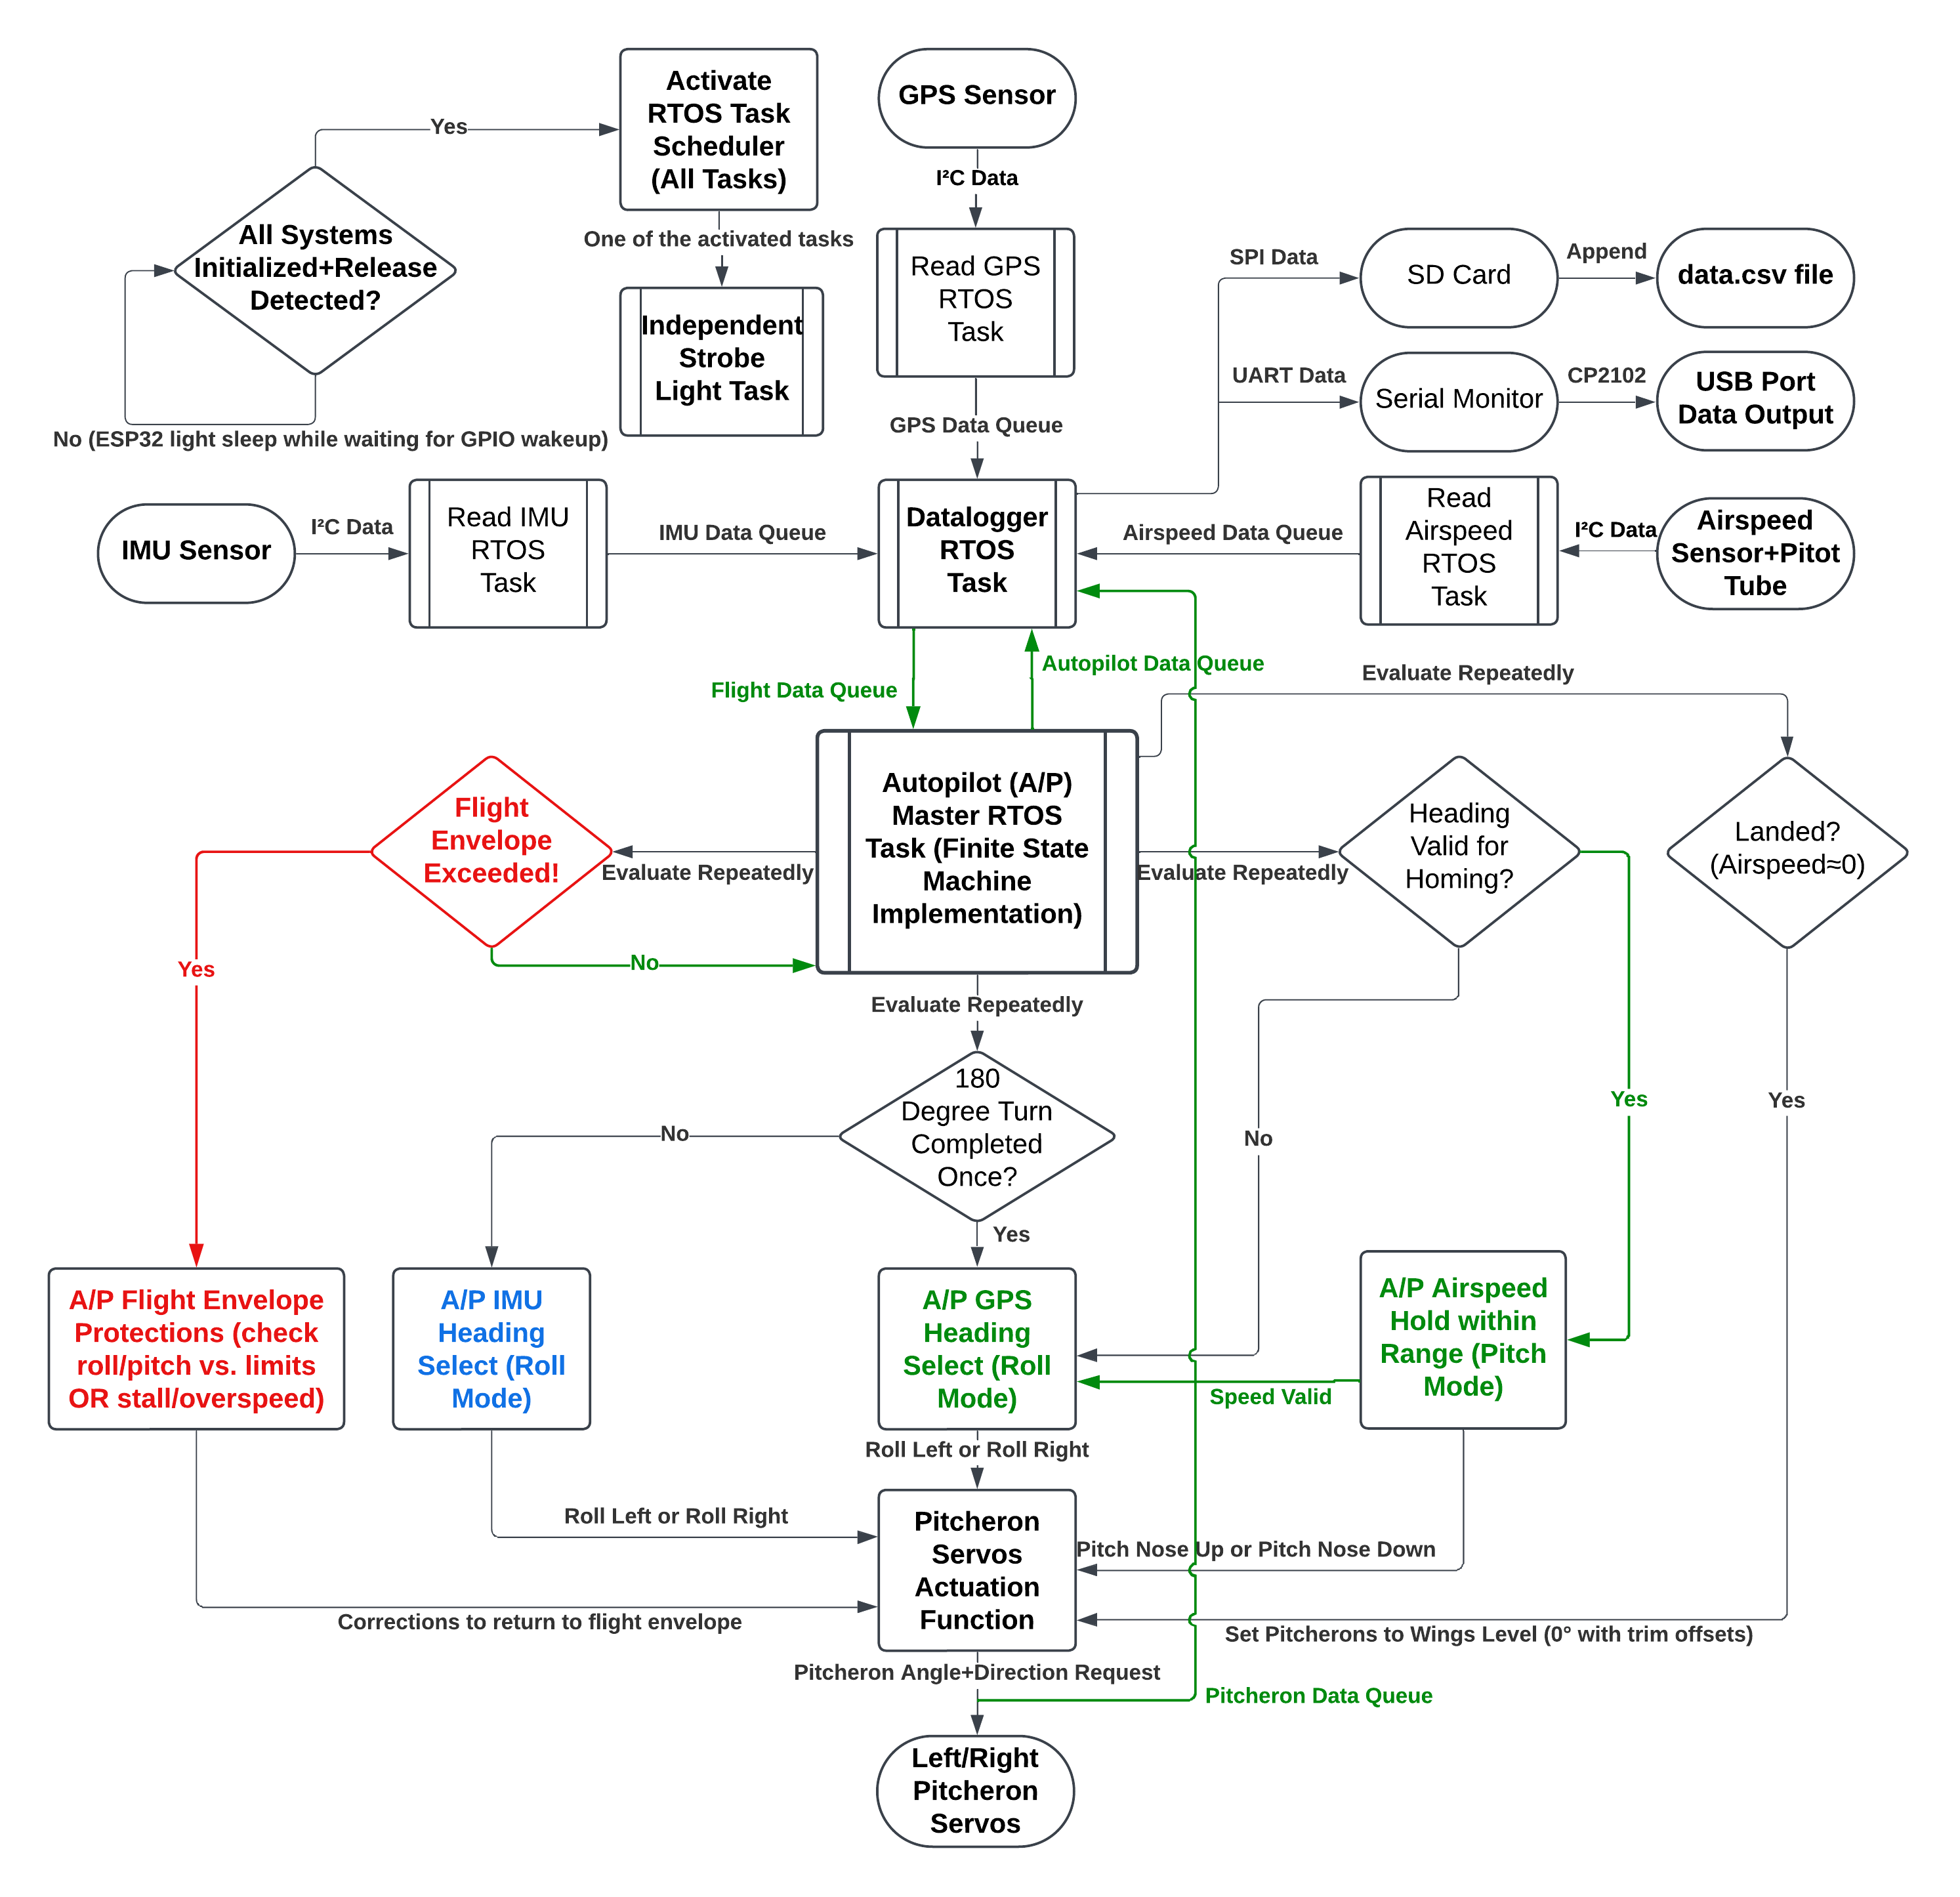 Activate
RTOS Task
Scheduler
(All Tasks)
GPS Sensor
Yes
I²C Data
All Systems
Initialized+Release
Detected?
One of the activated tasks
Independent
Strobe
Light Task
No (ESP32 light sleep while waiting for GPIO wakeup)
Read GPS
RTOS
Task
GPS Data Queue
SPI Data
SD Card
Append
data.csv file
UART Data
Serial Monitor
CP2102
USB Port
Data Output
IMU Sensor
I²C Data
Read IMU
RTOS
Task
IMU Data Queue
Datalogger
RTOS
Task
Airspeed Data Queue
Read
Airspeed
RTOS
Task
I²C Data
Airspeed
Sensor+Pitot
Tube
Flight Data Queue
Autopilot Data Queue
Evaluate Repeatedly
Flight
Envelope
Exceeded!
Evaluate Repeatedly
No
Autopilot (A/P)
Master RTOS
Task (Finite State
Machine
Implementation)
Evaluate Repeatedly
Heading
Valid for
Homing?
Landed?
(Airspeed≈0)
Yes
Evaluate Repeatedly
180
Degree Turn
Completed
Once?
No
Yes
No
Yes
Yes
A/P Flight Envelope
Protections (check
roll/pitch vs. limits
OR stall/overspeed)
A/P IMU
Heading
Select (Roll
Mode)
A/P GPS
Heading
Select (Roll
Mode)
A/P Airspeed
Hold within
Range (Pitch
Mode)
Speed Valid
Roll Left or Roll Right
Roll Left or Roll Right
Pitcheron
Servos
Actuation
Function
Pitch Nose Up or Pitch Nose Down
Corrections to return to flight envelope
Set Pitcherons to Wings Level (0° with trim offsets)
Pitcheron Angle+Direction Request
Pitcheron Data Queue
Left/Right
Pitcheron
Servos